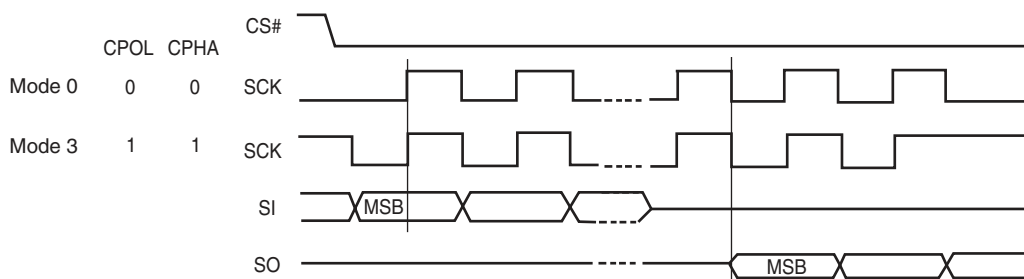 CS#
CPOL CPHA
Mode 0 0 0 SCK
Mode 3 1 1 SCK
SI MSB
SO MSB